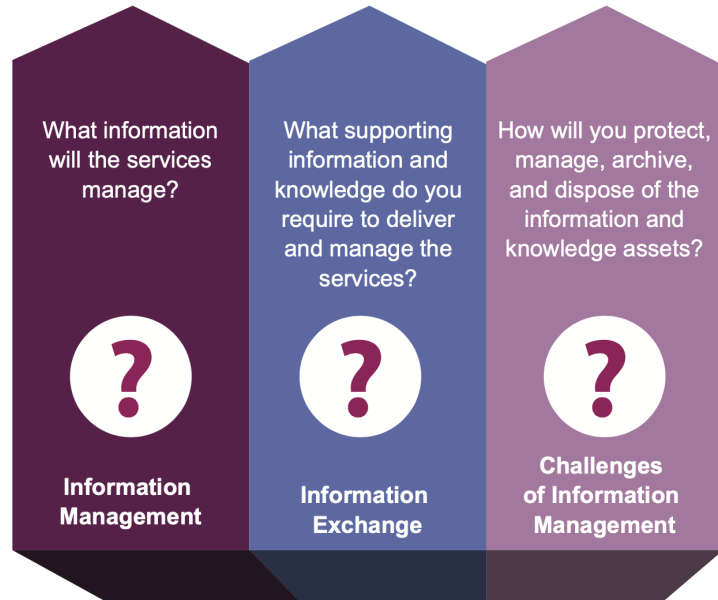 What information
will the services
manage?
?
Information
Management
What supporting
information and
knowledge do you
require to deliver
and manage the
services?
?
Information
Exchange
How will you protect,
manage, archive,
and dispose of the
information and
knowledge assets?
?
Challenges
of Information
Management